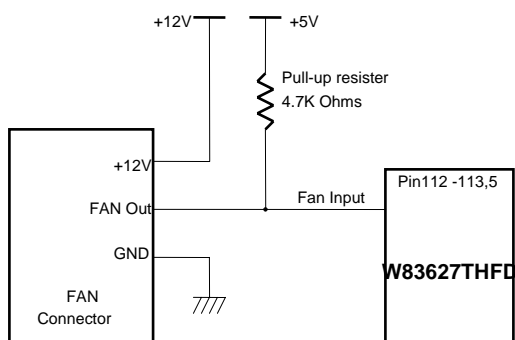 +12V
+5V
Pull-up resister
4.7K Ohms
+12V
FAN Out
GND
FAN
Connector
Fan Input
Pin112 -113,5
W83627THFD